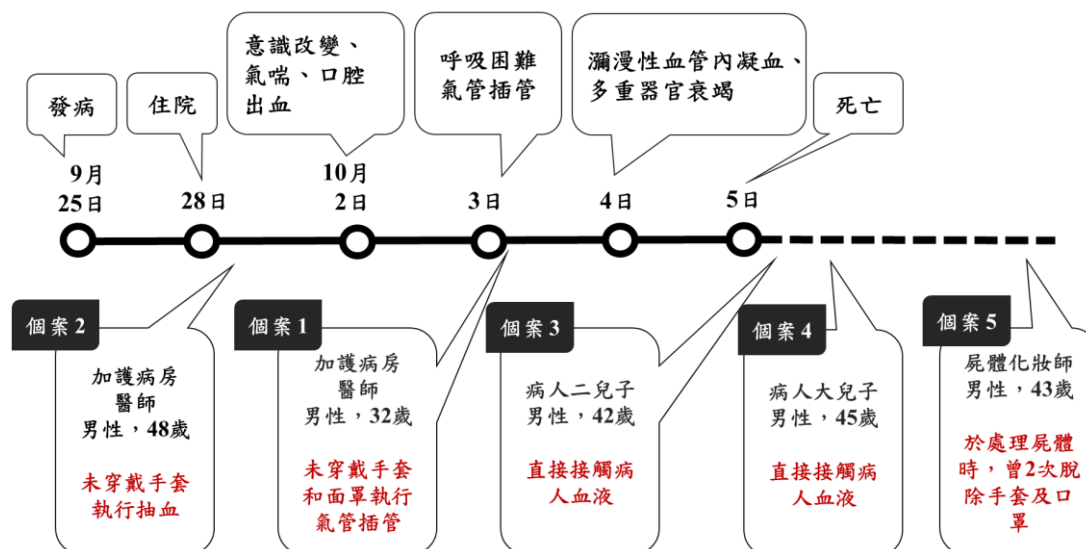 發病
住院
意識改變、
氣喘、口腔
出血
呼吸困難
氣管插管
瀰漫性血管內凝血、
多重器官衰竭
死亡
9月
25日
28日
10月
2日
3日
4日
5日
個案2
加護病房
醫師
男性，48歲
未穿戴手套
執行抽血
個案1
加護病房
醫師
男性，32歲
未穿戴手套
和面罩執行
氣管插管
個案3
病人二兒子
男性，42歲
直接接觸病
人血液
個案4
病人大兒子
男性，45歲
直接接觸病
人血液
個案5
屍體化妝師
男性，43歲
於處理屍體
時，曾2次脫
除手套及口
罩